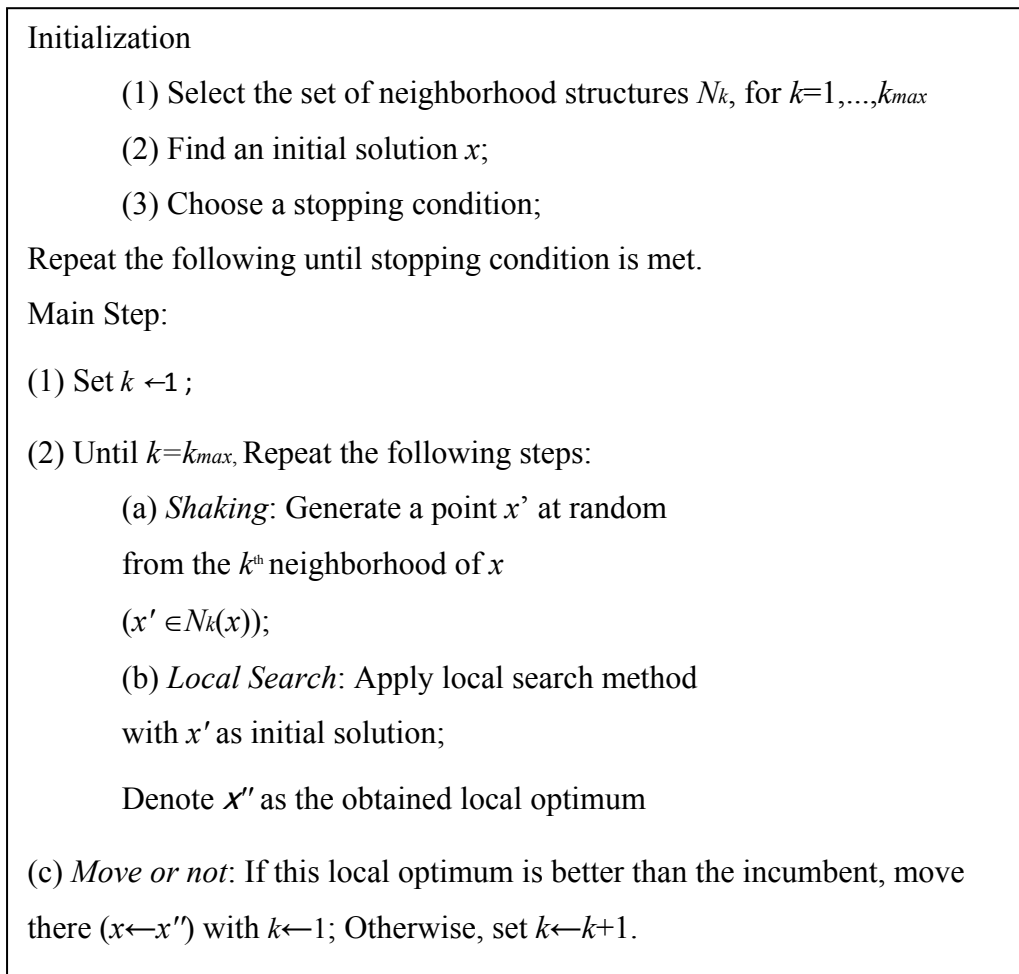 Initialization
(1) Select the set of neighborhood structures Nk, for k=1,...,kmax
(2) Find an initial solution x;
(3) Choose a stopping condition;
Repeat the following until stopping condition is met.
Main Step:
(1) Set k ←1 ;
(2) Until k=kmax, Repeat the following steps:
(a) Shaking: Generate a point x’ at random
from the kth neighborhood of x
(x′ ∈Nk(x));
(b) Local Search: Apply local search method
with x′ as initial solution;
Denote x″ as the obtained local optimum
(c) Move or not: If this local optimum is better than the incumbent, move
there (x←x″) with k←1; Otherwise, set k←k+1.